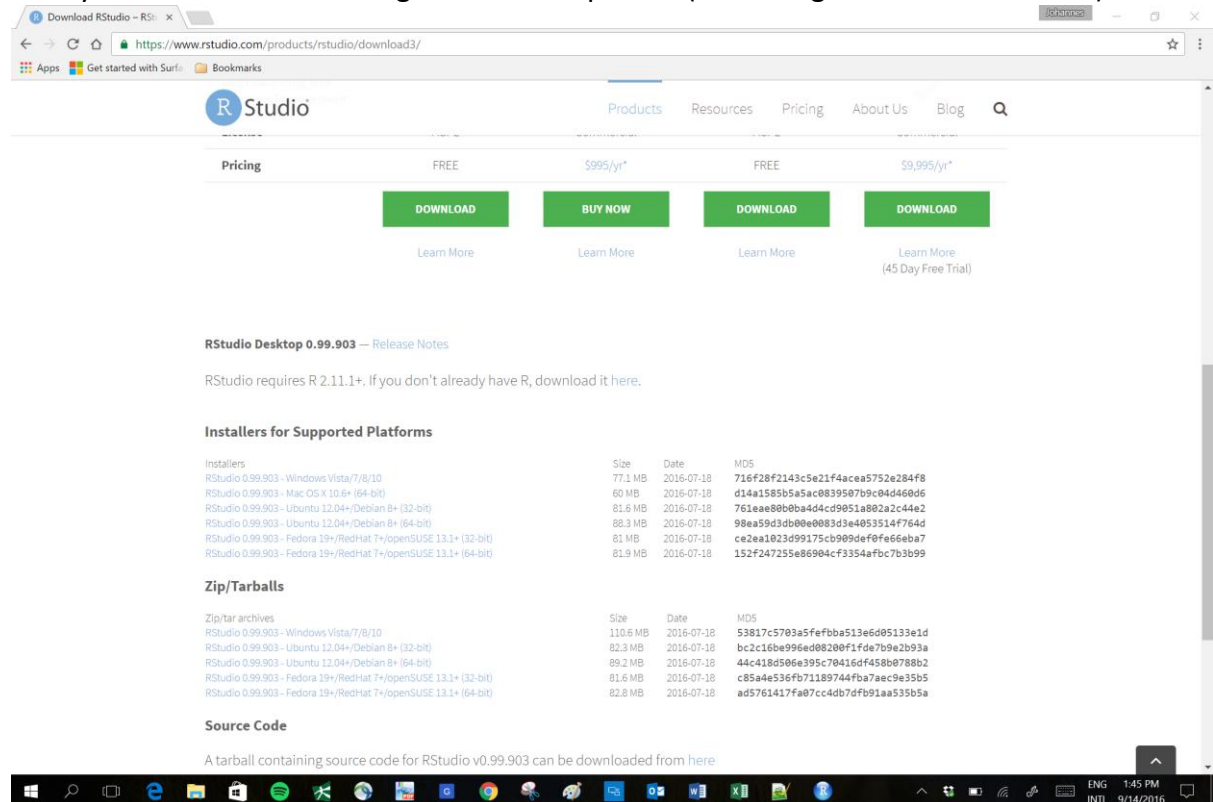 Johannes
Download RStudio – RSt
https://www.rstudio.com/products/rstudio/download3/
Apps Get started with Surfa Bookmarks
R Studio Products Resources Pricing About Us Blog
Pricing FREE $995/yr* FREE $9,995/yr*
DOWNLOAD BUY NOW DOWNLOAD DOWNLOAD
Learn More Learn More Learn More Learn More
(45 Day Free Trial)
RStudio Desktop 0.99.903 — Release Notes
RStudio requires R 2.11.1+. If you don't already have R, download it here.
Installers for Supported Platforms
Installers Size Date MD5
RStudio 0.99.903 - Windows Vista/7/8/10 77.1 MB 2016-07-18 716f28f2143c5e21f4acea5752e284f8
RStudio 0.99.903 - Mac OS X 10.6+ (64-bit) 60 MB 2016-07-18 d14a1585b5a5ac0839507b9c04d460d6
RStudio 0.99.903 - Ubuntu 12.04+/Debian 8+ (32-bit) 81.6 MB 2016-07-18 761eae80b0ba4d4cd9051a802a2c44e2
RStudio 0.99.903 - Ubuntu 12.04+/Debian 8+ (64-bit) 88.3 MB 2016-07-18 98ea59d3db00e0083d3e4053514f764d
RStudio 0.99.903 - Fedora 19+/RedHat 7+/openSUSE 13.1+ (32-bit) 81 MB 2016-07-18 ce2ea1023d99175cb909def0fe66eba7
RStudio 0.99.903 - Fedora 19+/RedHat 7+/openSUSE 13.1+ (64-bit) 81.9 MB 2016-07-18 152f247255e86904cf3354afbc7b3b99
Zip/Tarballs
Zip/tar archives Size Date MD5
RStudio 0.99.903 - Windows Vista/7/8/10 110.6 MB 2016-07-18 53817c5703a5fefbba513e6d05133e1d
RStudio 0.99.903 - Ubuntu 12.04+/Debian 8+ (32-bit) 82.3 MB 2016-07-18 bc2c16be996ed08200f1fde7b9e2b93a
RStudio 0.99.903 - Ubuntu 12.04+/Debian 8+ (64-bit) 89.2 MB 2016-07-18 44c418d506e395c70416df458b0788b2
RStudio 0.99.903 - Fedora 19+/RedHat 7+/openSUSE 13.1+ (32-bit) 81.6 MB 2016-07-18 c85a4e536fb71189744fba7aec9e35b5
RStudio 0.99.903 - Fedora 19+/RedHat 7+/openSUSE 13.1+ (64-bit) 82.8 MB 2016-07-18 ad5761417fa07cc4db7dfb91aa535b5a
Source Code
A tarball containing source code for RStudio v0.99.903 can be downloaded from here
ENG 1:45 PM
INTL 9/14/2016